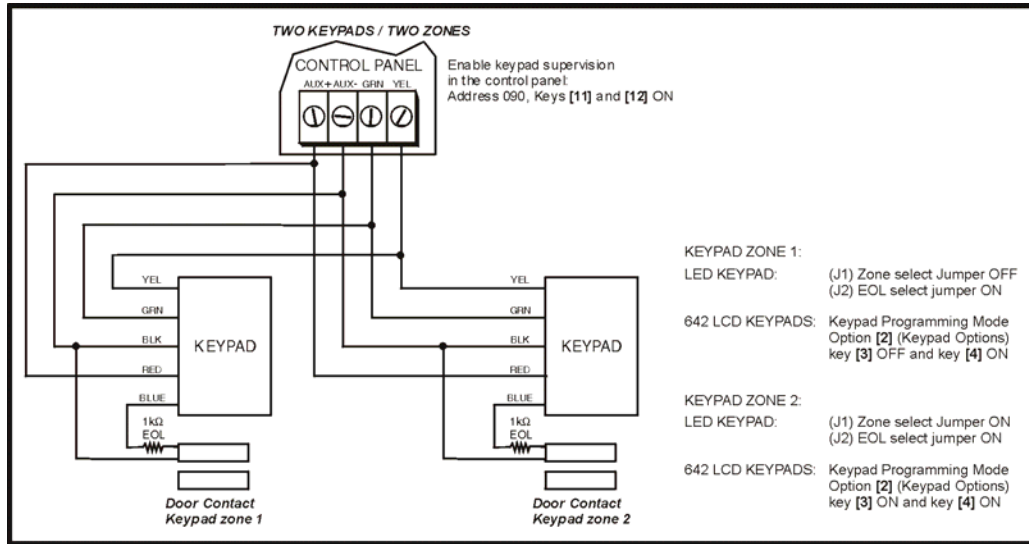 TWO KEYPADS / TWO ZONES
CONTROL PANEL
AUX+ AUX- GRN YEL
Enable keypad supervision
in the control panel:
Address 090, Keys [11] and [12] ON
YEL
GRN
BLK
RED
BLUE
KEYPAD
1kΩ
EOL
Door Contact
Keypad zone 1
YEL
GRN
BLK
RED
BLUE
KEYPAD
1kΩ
EOL
Door Contact
Keypad zone 2
KEYPAD ZONE 1:
LED KEYPAD: (J1) Zone select Jumper OFF
(J2) EOL select jumper ON
642 LCD KEYPADS: Keypad Programming Mode
Option [2] (Keypad Options)
key [3] OFF and key [4] ON
KEYPAD ZONE 2:
LED KEYPAD: (J1) Zone select Jumper ON
(J2) EOL select jumper ON
642 LCD KEYPADS: Keypad Programming Mode
Option [2] (Keypad Options)
key [3] ON and key [4] ON